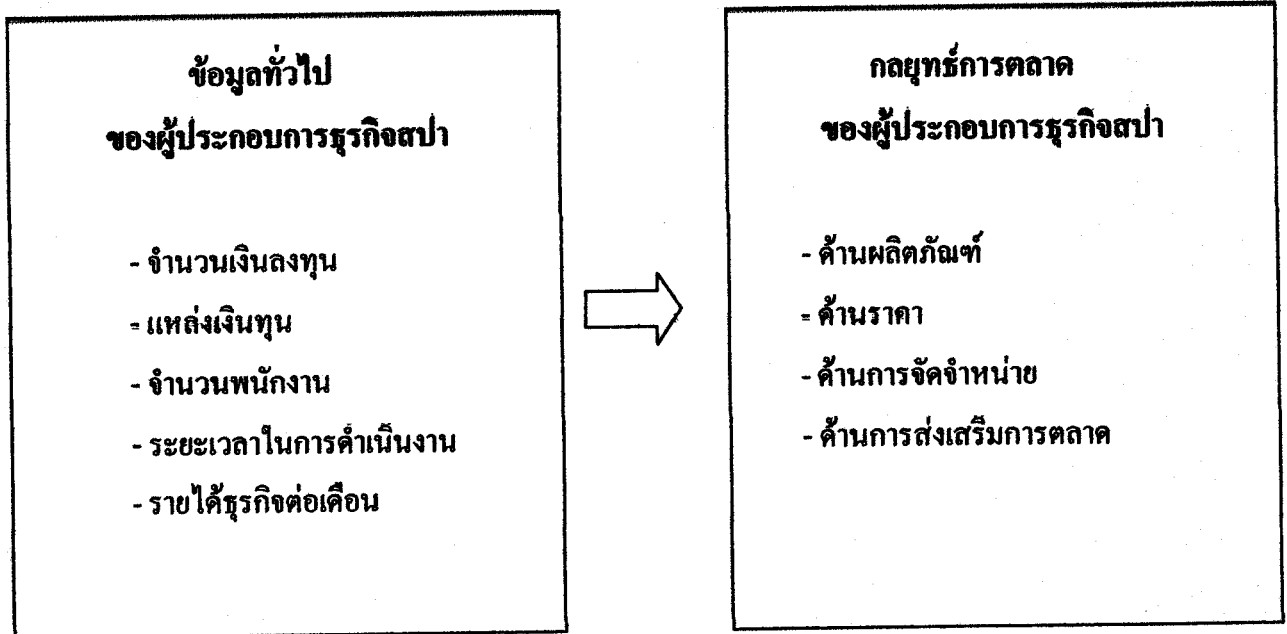 ข้อมูลทั่วไป
ของผู้ประกอบการธุรกิจสปา
- จำนวนเงินลงทุน
- แหล่งเงินทุน
- จำนวนพนักงาน
- ระยะเวลาในการดำเนินงาน
- รายได้ธุรกิจต่อเดือน
กลยุทธ์การตลาด
ของผู้ประกอบการธุรกิจสปา
- ด้านผลิตภัณฑ์
- ด้านราคา
- ด้านการจัดจำหน่าย
- ด้านการส่งเสริมการตลาด